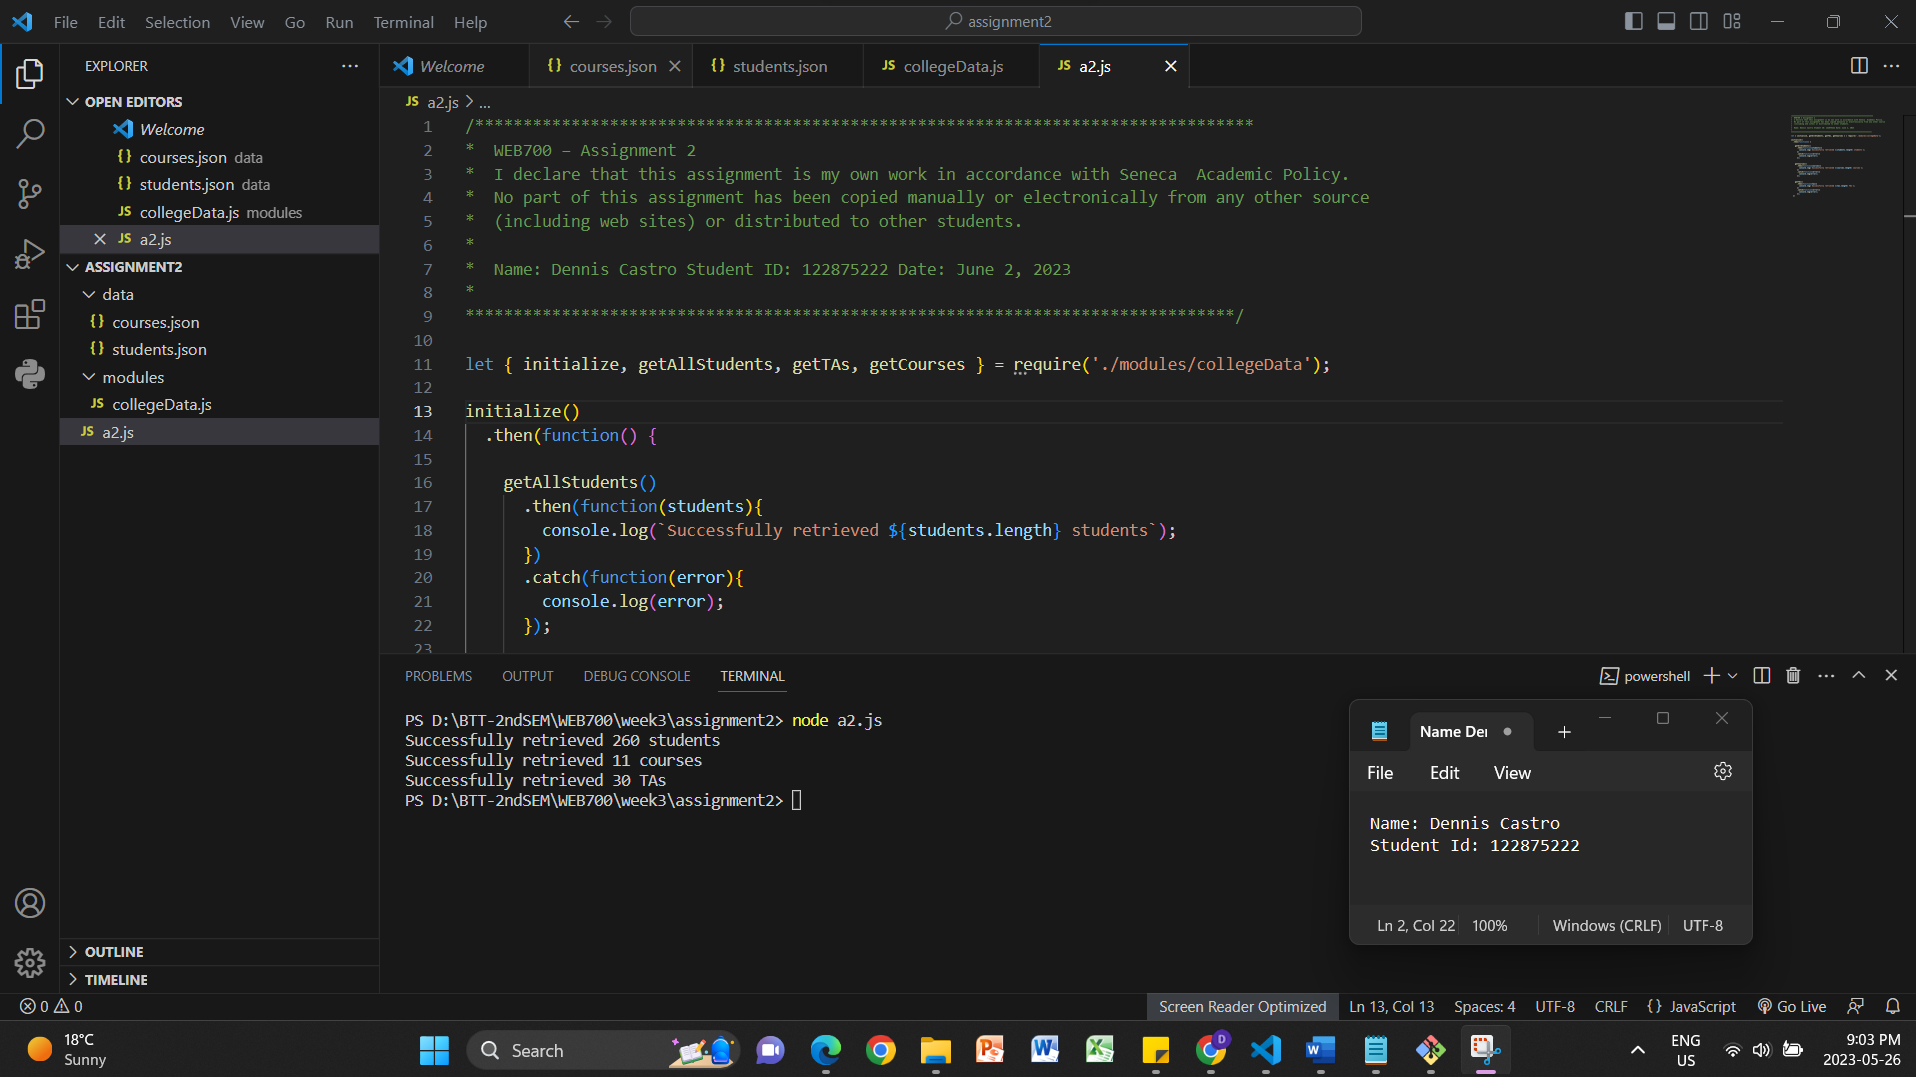 File Edit Selection View Go Run Terminal Help
assignment2
EXPLORER
OPEN EDITORS
Welcome
courses.json data
students.json data
collegeData.js modules
a2.js
ASSIGNMENT2
data
courses.json
students.json
modules
collegeData.js
a2.js
OUTLINE
TIMELINE
Welcome courses.json students.json collegeData.js a2.js
a2.js > ...
1 /*********************************************************************************
2 *  WEB700 – Assignment 2
3 *  I declare that this assignment is my own work in accordance with Seneca  Academic Policy.
4 *  No part of this assignment has been copied manually or electronically from any other source
5 *  (including web sites) or distributed to other students.
6 *
7 *  Name: Dennis Castro Student ID: 122875222 Date: June 2, 2023
8 *
9 ********************************************************************************/
10
11 let { initialize, getAllStudents, getTAs, getCourses } = require('./modules/collegeData');
12
13 initialize()
14 .then(function() {
15
16 getAllStudents()
17 .then(function(students){
18 console.log(`Successfully retrieved ${students.length} students`);
19 })
20 .catch(function(error){
21 console.log(error);
22 });
23
PROBLEMS OUTPUT DEBUG CONSOLE TERMINAL
powershell
PS D:\BTT-2ndSEM\WEB700\week3\assignment2> node a2.js
Successfully retrieved 260 students
Successfully retrieved 11 courses
Successfully retrieved 30 TAs
PS D:\BTT-2ndSEM\WEB700\week3\assignment2>
Name Der
File Edit View
Name: Dennis Castro
Student Id: 122875222
Ln 2, Col 22 100% Windows (CRLF) UTF-8
0 0
Screen Reader Optimized Ln 13, Col 13 Spaces: 4 UTF-8 CRLF {} JavaScript Go Live
18°C
Sunny
Search
ENG
US
9:03 PM
2023-05-26